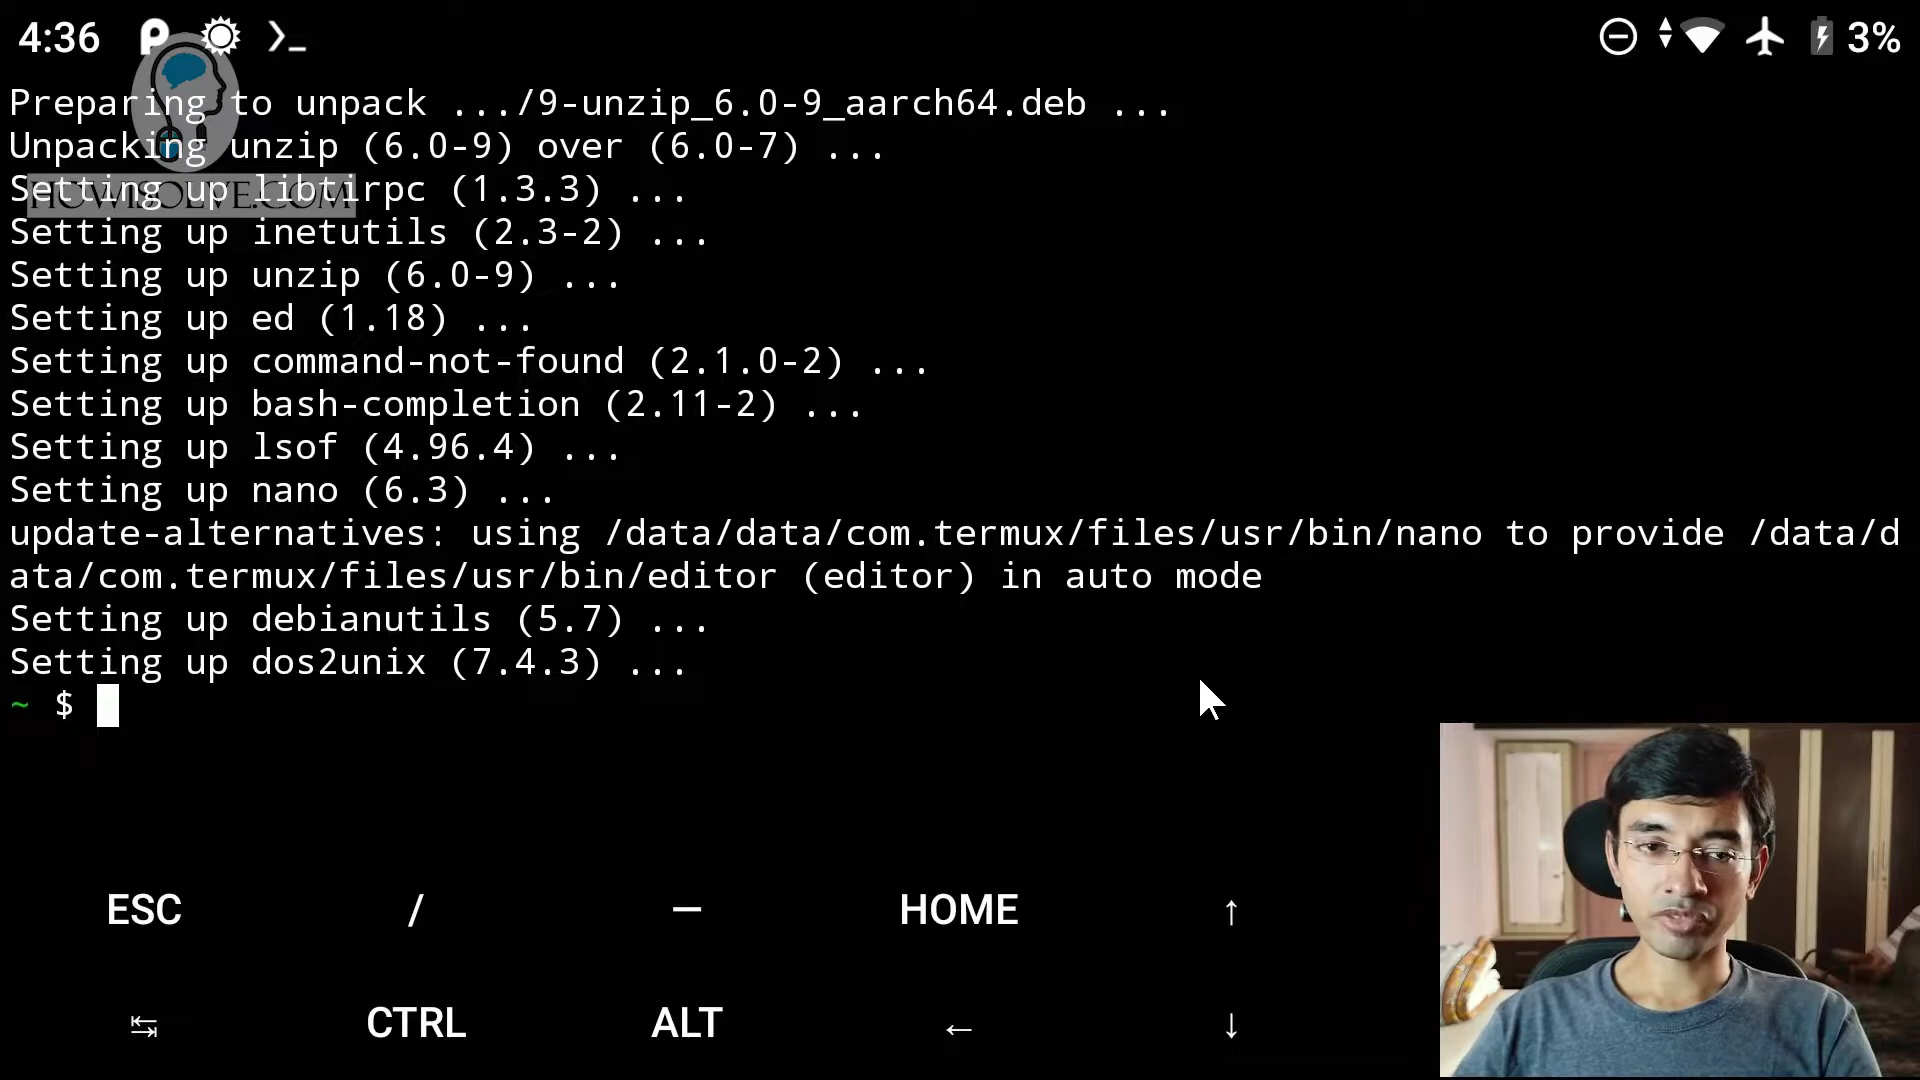 4:36 3%
Preparing to unpack .../9-unzip_6.0-9_aarch64.deb ...
Unpacking unzip (6.0-9) over (6.0-7) ...
Setting up libtirpc (1.3.3) ...
HOWISOLVE.COM
Setting up inetutils (2.3-2) ...
Setting up unzip (6.0-9) ...
Setting up ed (1.18) ...
Setting up command-not-found (2.1.0-2) ...
Setting up bash-completion (2.11-2) ...
Setting up lsof (4.96.4) ...
Setting up nano (6.3) ...
update-alternatives: using /data/data/com.termux/files/usr/bin/nano to provide /data/d
ata/com.termux/files/usr/bin/editor (editor) in auto mode
Setting up debianutils (5.7) ...
Setting up dos2unix (7.4.3) ...
~ $
ESC / — HOME ↑
↹ CTRL ALT ← ↓